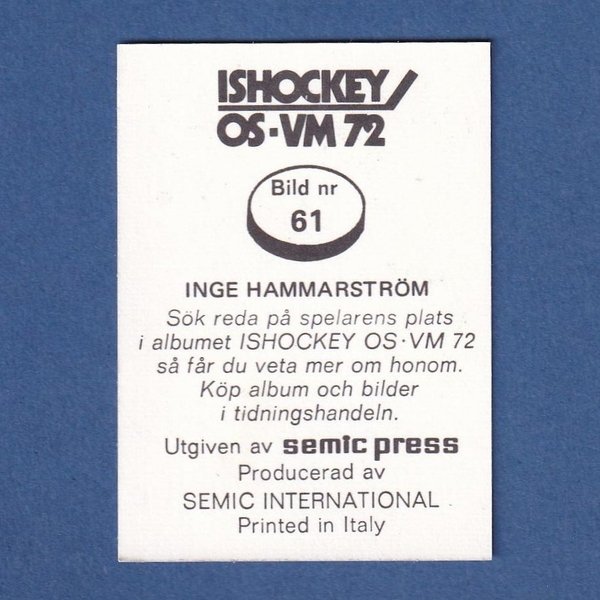 ISHOCKEY
OS·VM 72
Bild nr
61
INGE HAMMARSTRÖM
Sök reda på spelarens plats
i albumet ISHOCKEY OS·VM 72
så får du veta mer om honom.
Köp album och bilder
i tidningshandeln.
Utgiven av semic press
Producerad av
SEMIC INTERNATIONAL
Printed in Italy